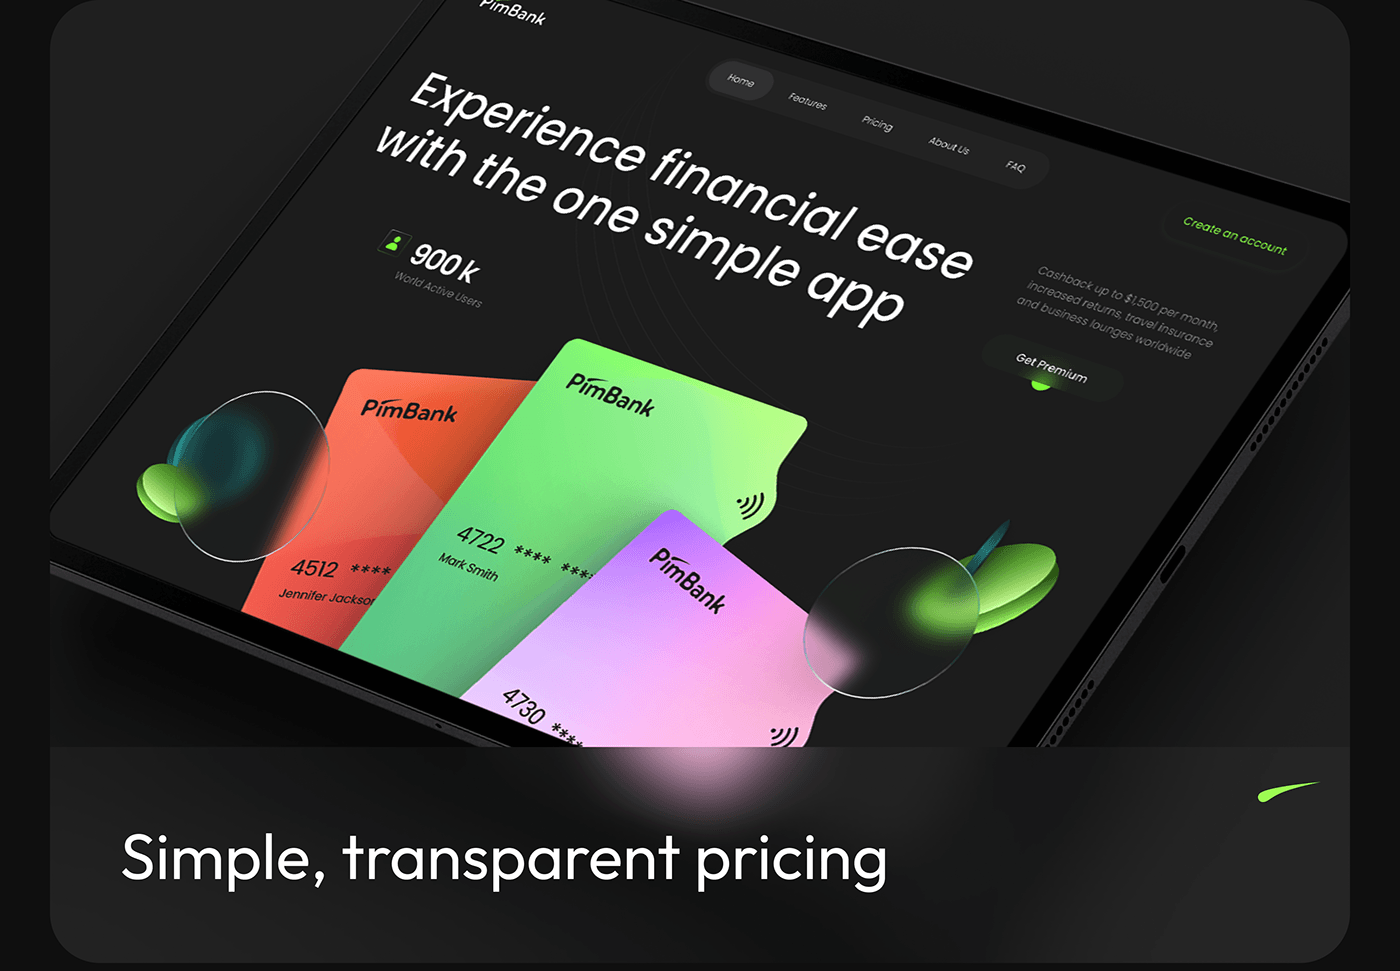 PimBank
Home
Features
Pricing
About Us
FAQ
Create an account
Experience financial ease
with the one simple app
900k
World Active Users
Cashback up to $1,500 per month,
increased returns, travel insurance
and business lounges worldwide
Get Premium
PimBank
4512 ****
Jennifer Jackson
PimBank
4722 **** ***
Mark Smith
PimBank
4730 ****
Simple, transparent pricing